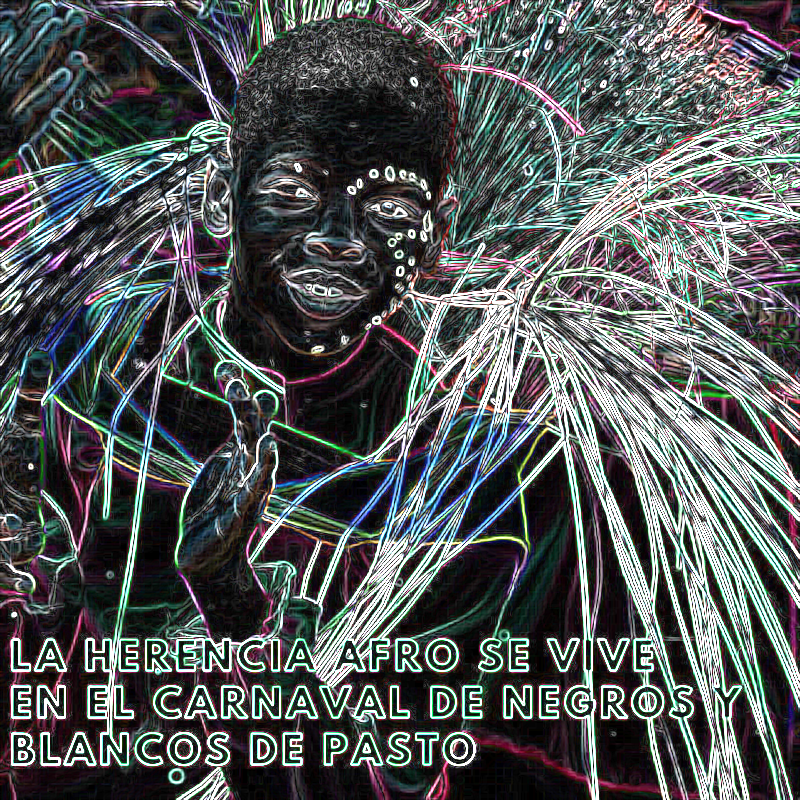 LA HERENCIA AFRO SE VIVE
EN EL CARNAVAL DE NEGROS Y
BLANCOS DE PASTO